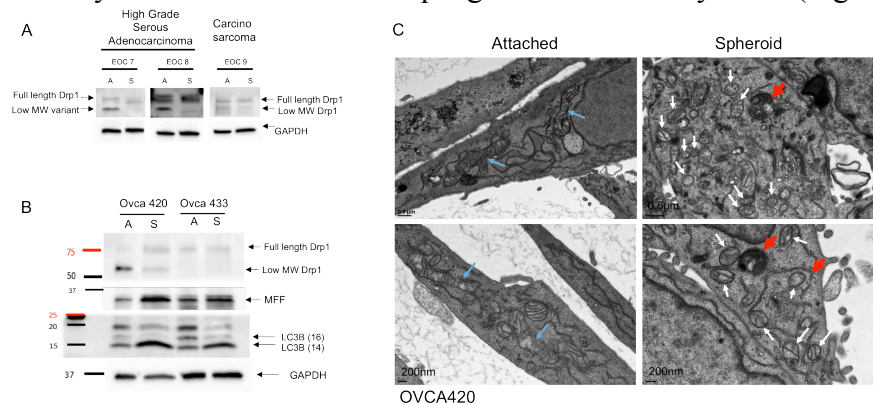 A
High Grade
Serous
Adenocarcinoma
Carcino
sarcoma
EOC 7
EOC 8
EOC 9
A S A S A S
Full length Drp1
Low MW variant
Full length Drp1
Low MW Drp1
GAPDH
B
Ovca 420 Ovca 433
A S A S
75
50
37
25
20
15
37
Full length Drp1
Low MW Drp1
MFF
LC3B (16)
LC3B (14)
GAPDH
C
Attached
Spheroid
0.5µm
200nm
200nm
OVCA420